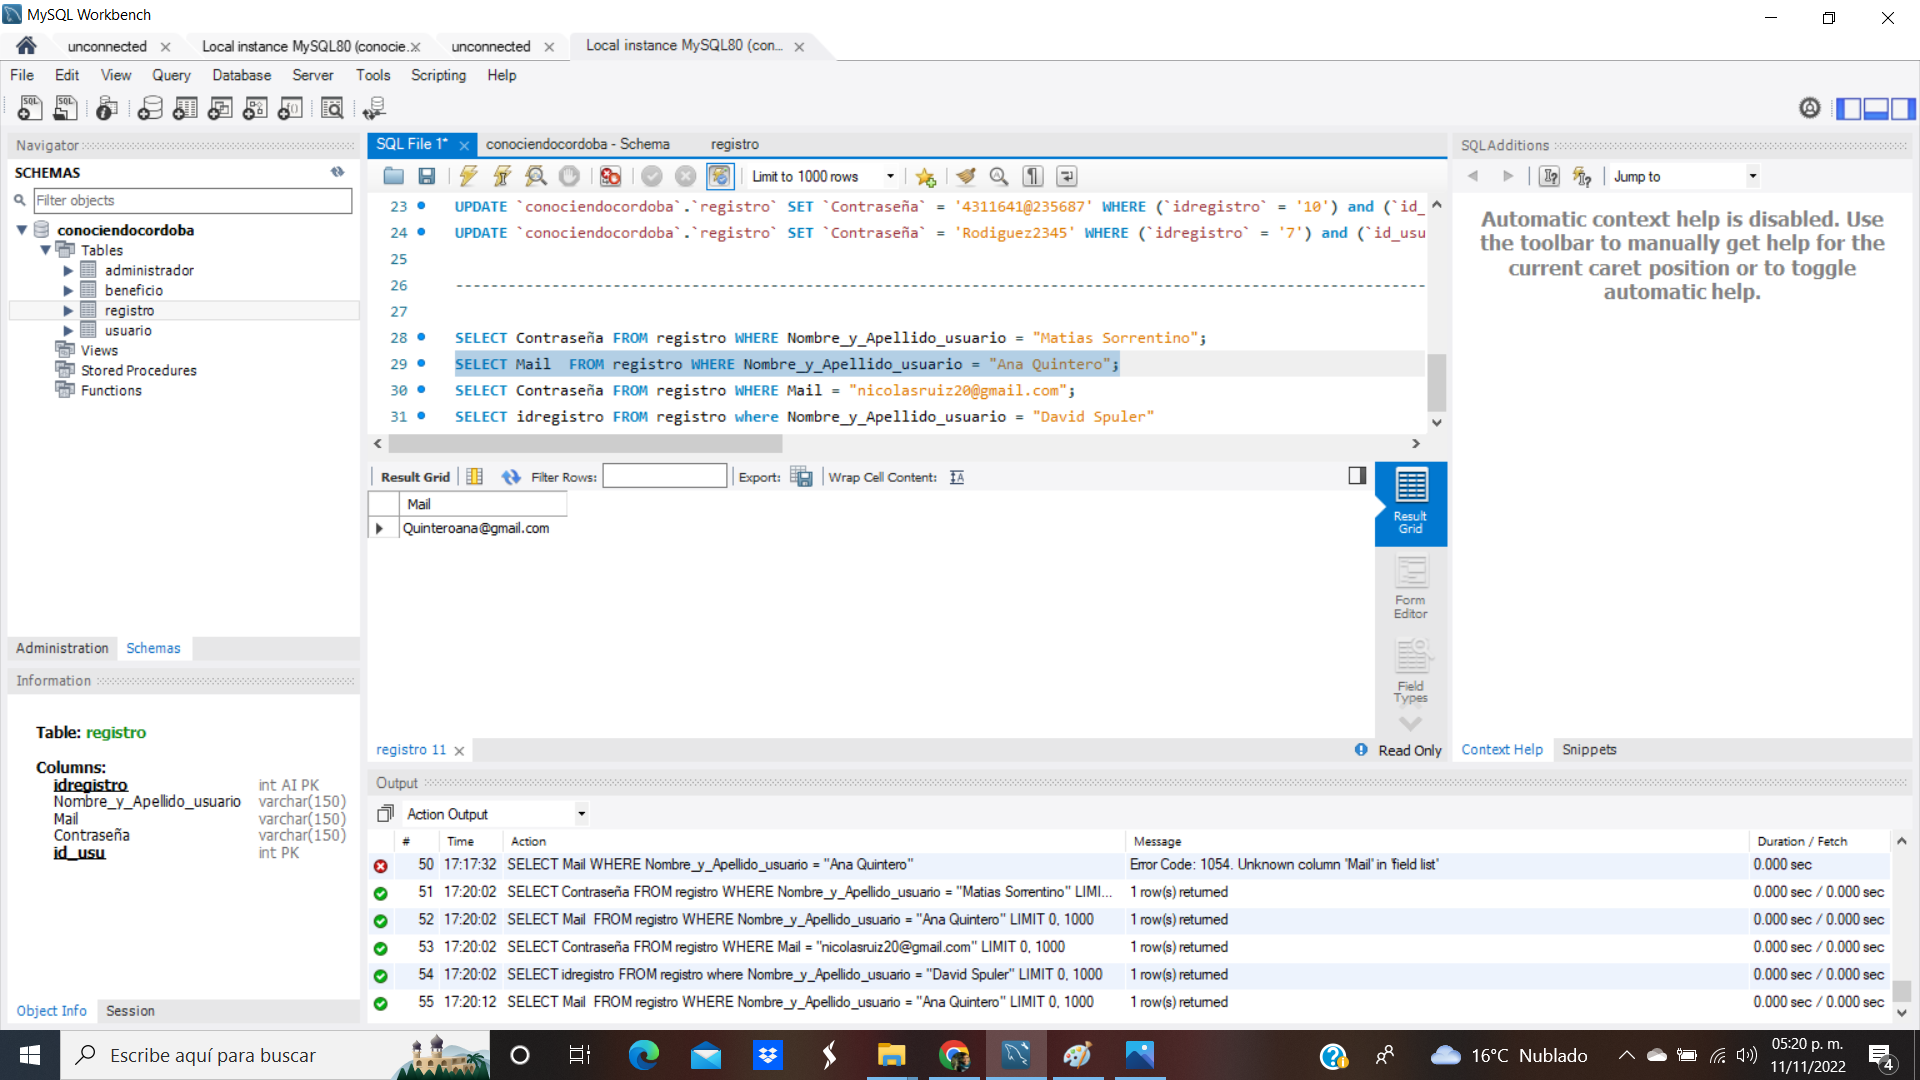 MySQL Workbench
unconnected
Local instance MySQL80 (conocie...
unconnected
Local instance MySQL80 (con...
File Edit View Query Database Server Tools Scripting Help
Navigator
SCHEMAS
Filter objects
conociendocordoba
Tables
administrador
beneficio
registro
usuario
Views
Stored Procedures
Functions
Administration Schemas
Information
Table: registro
Columns:
idregistro int AI PK
Nombre_y_Apellido_usuario varchar(150)
Mail varchar(150)
Contraseña varchar(150)
id_usu int PK
Object Info Session
SQL File 1* conociendocordoba - Schema registro
Limit to 1000 rows
23 UPDATE `conociendocordoba`.`registro` SET `Contraseña` = '4311641@235687' WHERE (`idregistro` = '10') and (`id_
24 UPDATE `conociendocordoba`.`registro` SET `Contraseña` = 'Rodiguez2345' WHERE (`idregistro` = '7') and (`id_usu
25
26 --------------------------------------------------------------------------------------------------------------
27
28 SELECT Contraseña FROM registro WHERE Nombre_y_Apellido_usuario = "Matias Sorrentino";
29 SELECT Mail  FROM registro WHERE Nombre_y_Apellido_usuario = "Ana Quintero";
30 SELECT Contraseña FROM registro WHERE Mail = "nicolasruiz20@gmail.com";
31 SELECT idregistro FROM registro where Nombre_y_Apellido_usuario = "David Spuler"
Result Grid Filter Rows: Export: Wrap Cell Content:
Mail
Quinteroana@gmail.com
Result Grid
Form Editor
Field Types
registro 11
Read Only
SQLAdditions
Jump to
Automatic context help is disabled. Use
the toolbar to manually get help for the
current caret position or to toggle
automatic help.
Context Help Snippets
Output
Action Output
# Time Action Message Duration / Fetch
50 17:17:32 SELECT Mail WHERE Nombre_y_Apellido_usuario = "Ana Quintero" Error Code: 1054. Unknown column 'Mail' in 'field list' 0.000 sec
51 17:20:02 SELECT Contraseña FROM registro WHERE Nombre_y_Apellido_usuario = "Matias Sorrentino" LIMI... 1 row(s) returned 0.000 sec / 0.000 sec
52 17:20:02 SELECT Mail  FROM registro WHERE Nombre_y_Apellido_usuario = "Ana Quintero" LIMIT 0, 1000 1 row(s) returned 0.000 sec / 0.000 sec
53 17:20:02 SELECT Contraseña FROM registro WHERE Mail = "nicolasruiz20@gmail.com" LIMIT 0, 1000 1 row(s) returned 0.000 sec / 0.000 sec
54 17:20:02 SELECT idregistro FROM registro where Nombre_y_Apellido_usuario = "David Spuler" LIMIT 0, 1000 1 row(s) returned 0.000 sec / 0.000 sec
55 17:20:12 SELECT Mail  FROM registro WHERE Nombre_y_Apellido_usuario = "Ana Quintero" LIMIT 0, 1000 1 row(s) returned 0.000 sec / 0.000 sec
Escribe aquí para buscar
16°C Nublado
05:20 p. m.
11/11/2022
4